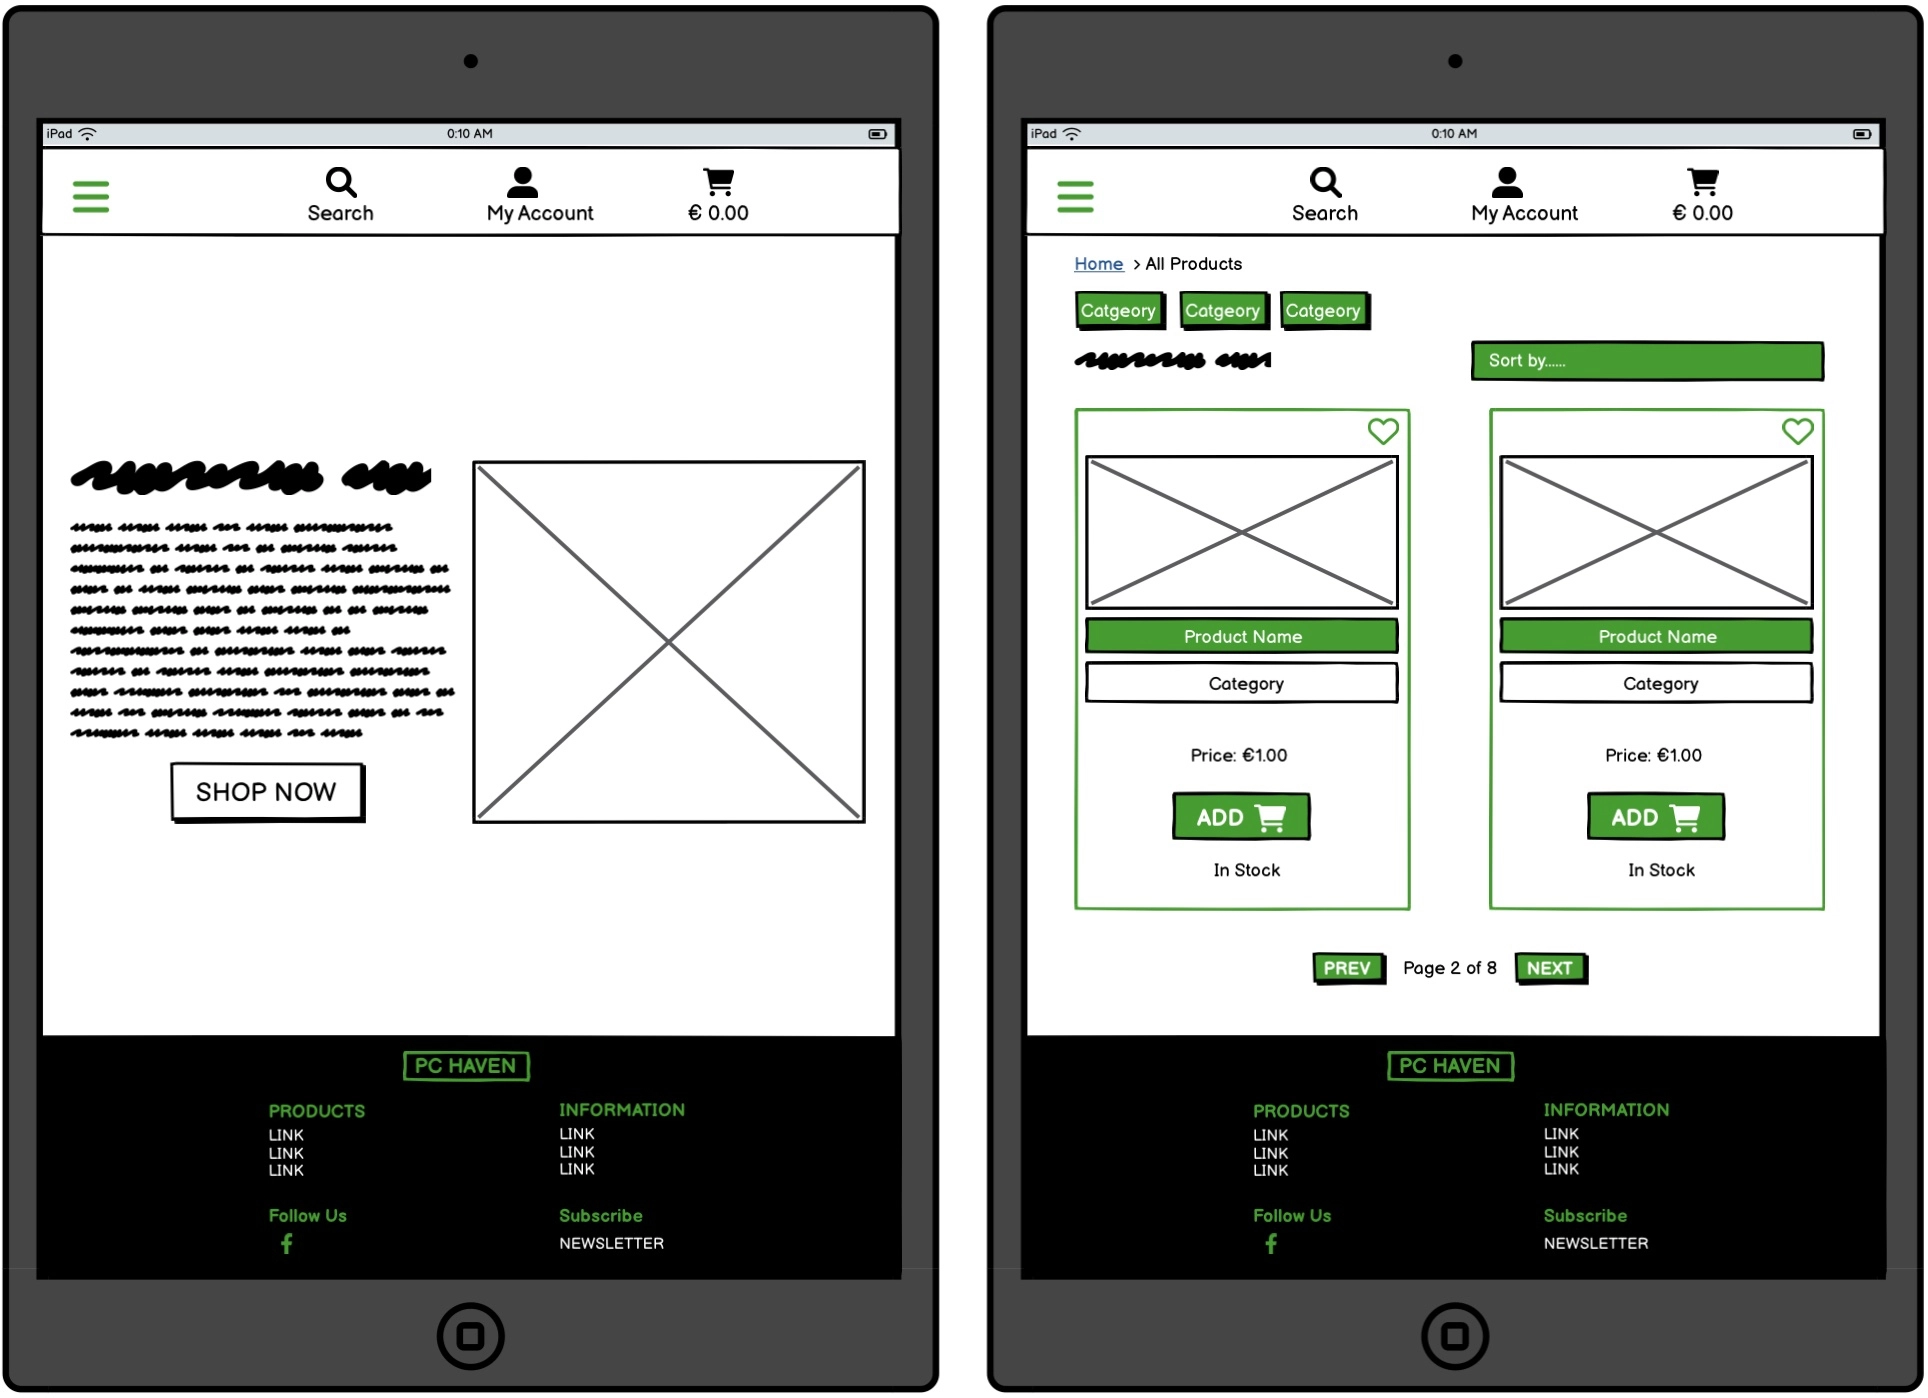 iPad
0:10 AM
Search
My Account
€ 0.00
SHOP NOW
PC HAVEN
PRODUCTS
LINK
LINK
LINK
INFORMATION
LINK
LINK
LINK
Follow Us
Subscribe
NEWSLETTER
iPad
0:10 AM
Search
My Account
€ 0.00
Home > All Products
Catgeory Catgeory Catgeory
Sort by......
Product Name
Category
Price: €1.00
ADD
In Stock
Product Name
Category
Price: €1.00
ADD
In Stock
PREV Page 2 of 8 NEXT
PC HAVEN
PRODUCTS
LINK
LINK
LINK
INFORMATION
LINK
LINK
LINK
Follow Us
Subscribe
NEWSLETTER